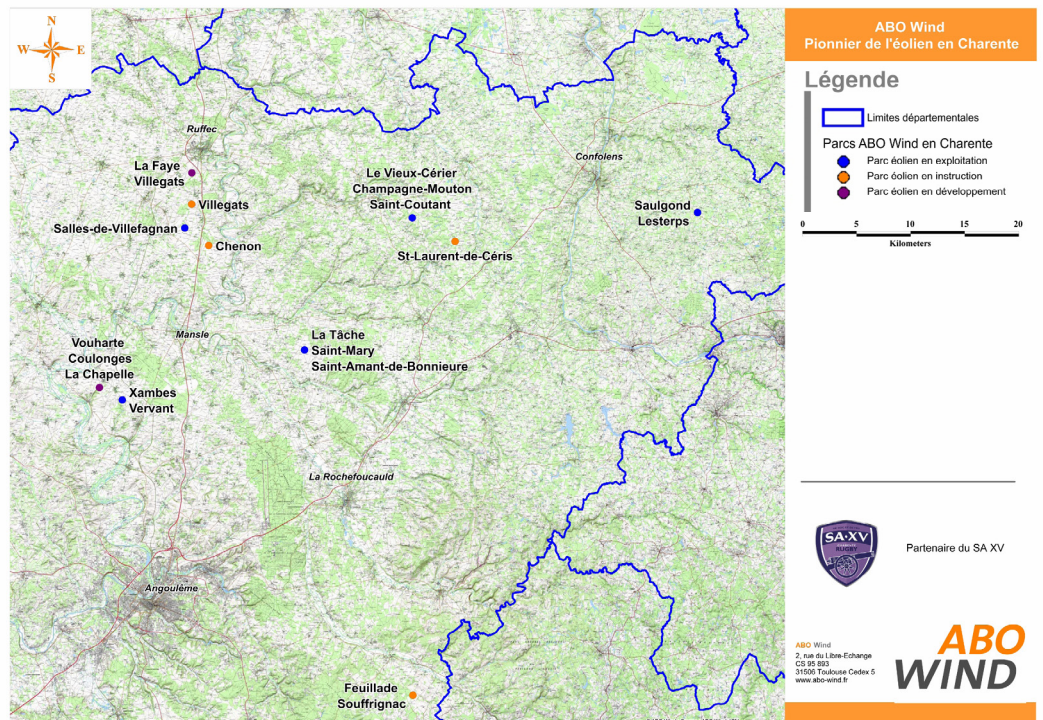 N
W E
S
Ruffec
La Faye
Villegats
Villegats
Salles-de-Villefagnan
Chenon
Le Vieux-Cérier
Champagne-Mouton
Saint-Coutant
St-Laurent-de-Céris
Confolens
Saulgond
Lesterps
Mansle
Vouharte
Coulonges
La Chapelle
Xambes
Vervant
La Tâche
Saint-Mary
Saint-Amant-de-Bonnieure
La Rochefoucauld
Angoulême
Feuillade
Souffrignac
ABO Wind
Pionnier de l'éolien en Charente
Légende
Limites départementales
Parcs ABO Wind en Charente
Parc éolien en exploitation
Parc éolien en instruction
Parc éolien en développement
0 5 10 15 20
Kilometers
SA·XV
RUGBY
Partenaire du SA XV
ABO Wind
2, rue du Libre-Echange
CS 95 893
31506 Toulouse Cedex 5
www.abo-wind.fr
ABO
WIND